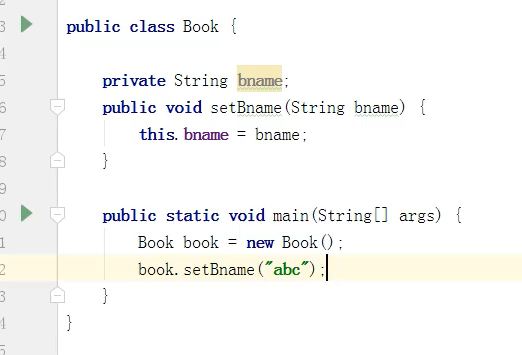 3 public class Book {
4
5 private String bname;
6 public void setBname(String bname) {
7 this.bname = bname;
8 }
9
0 public static void main(String[] args) {
1 Book book = new Book();
2 book.setBname("abc");
3 }
4 }
5